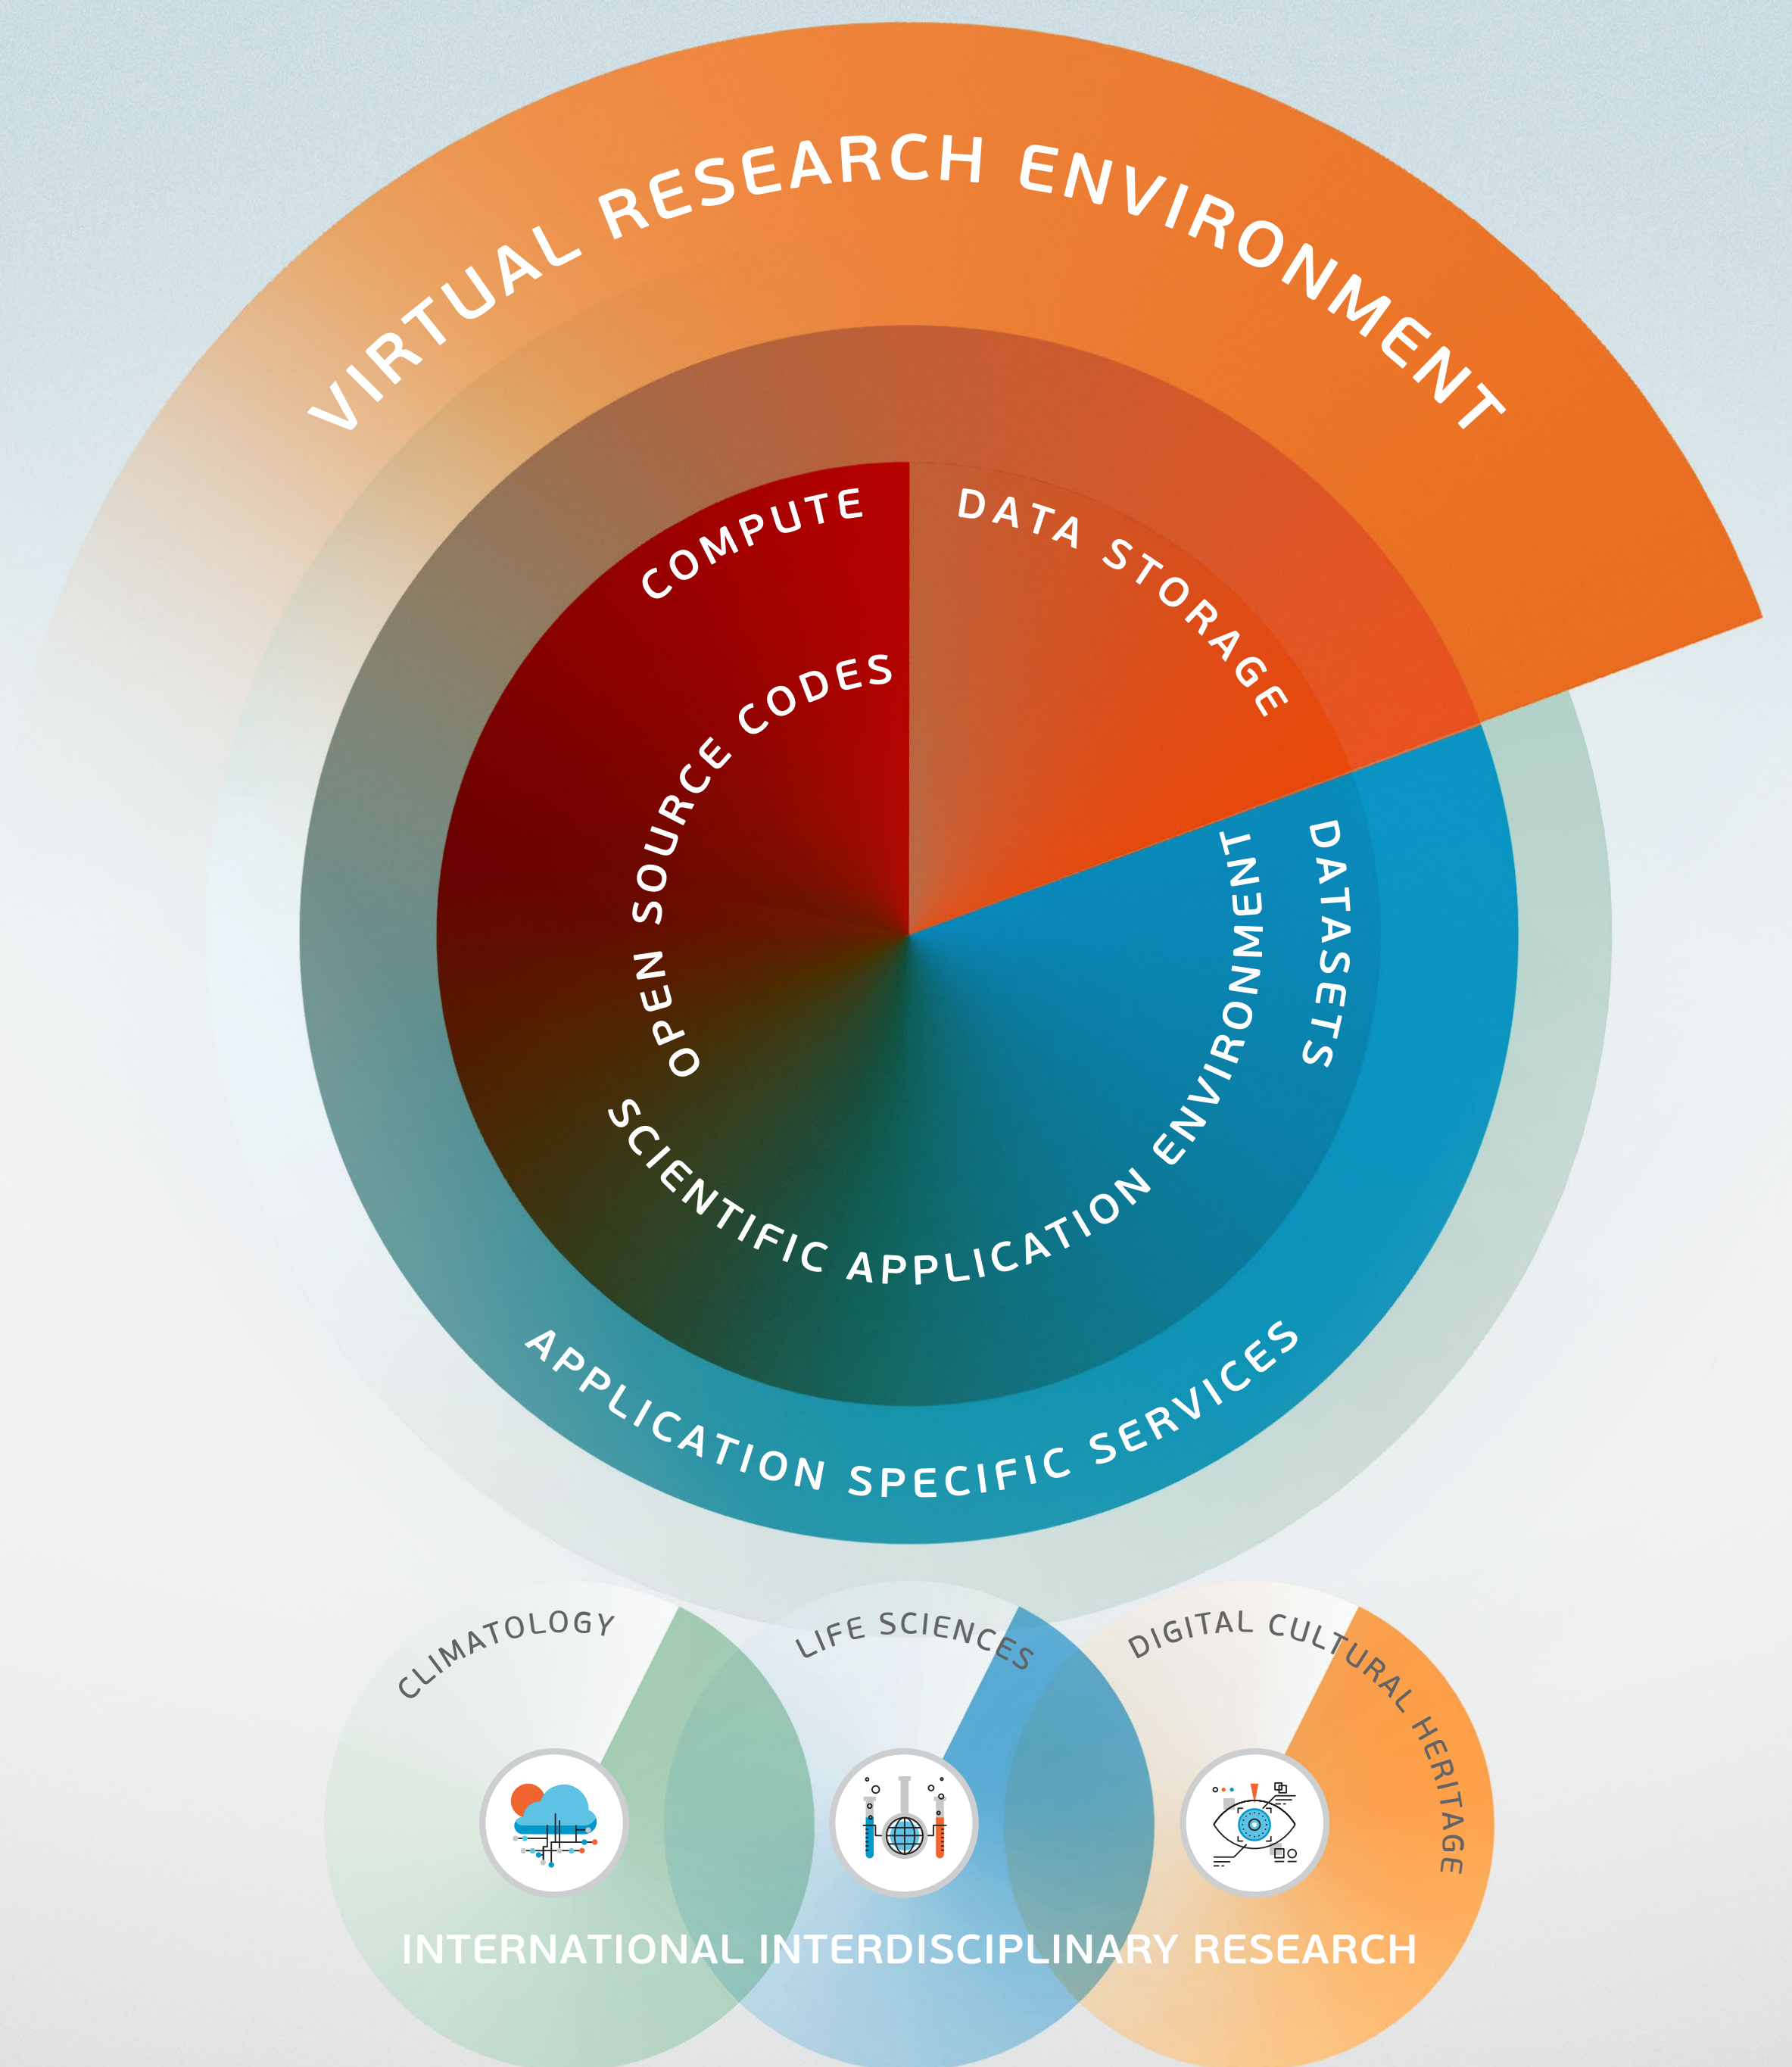 VIRTUAL RESEARCH ENVIRONMENT
COMPUTE
DATA STORAGE
OPEN SOURCE CODES
DATASETS
SCIENTIFIC APPLICATION ENVIRONMENT
APPLICATION SPECIFIC SERVICES
CLIMATOLOGY
LIFE SCIENCES
DIGITAL CULTURAL HERITAGE
INTERNATIONAL INTERDISCIPLINARY RESEARCH